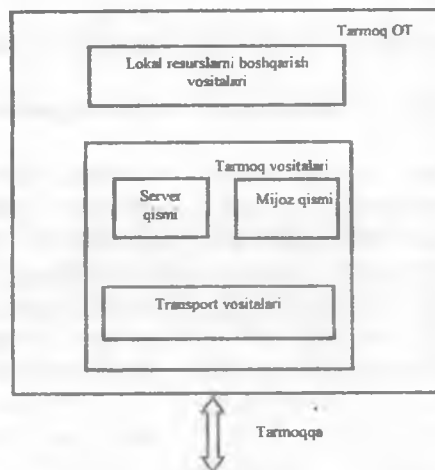 Tarmoq OT
Lokal resurslarni boshqarish
vositalari
Tarmoq vositalari
Server
qismi
Mijoz qismi
Transport vositalari
Tarmoqqa